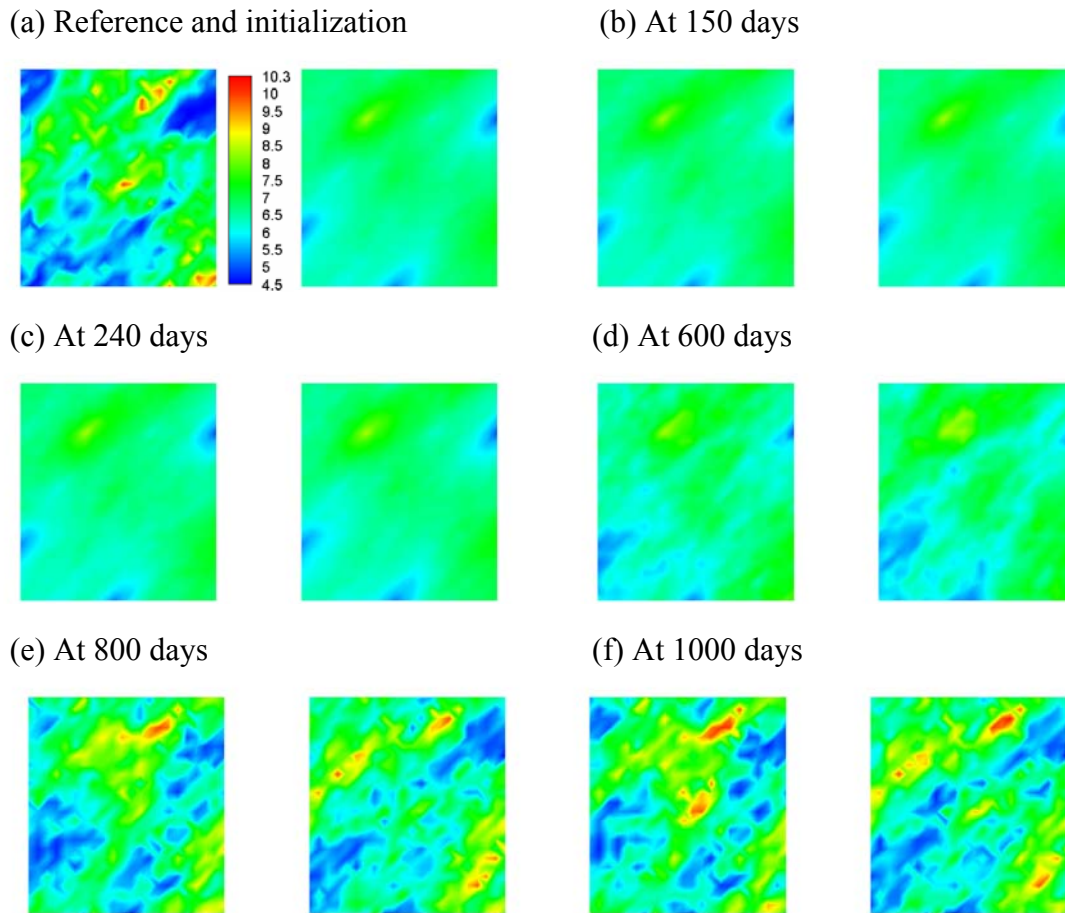 (a) Reference and initialization
(b) At 150 days
10.3
10
9.5
9
8.5
8
7.5
7
6.5
6
5.5
5
4.5
(c) At 240 days
(d) At 600 days
(e) At 800 days
(f) At 1000 days